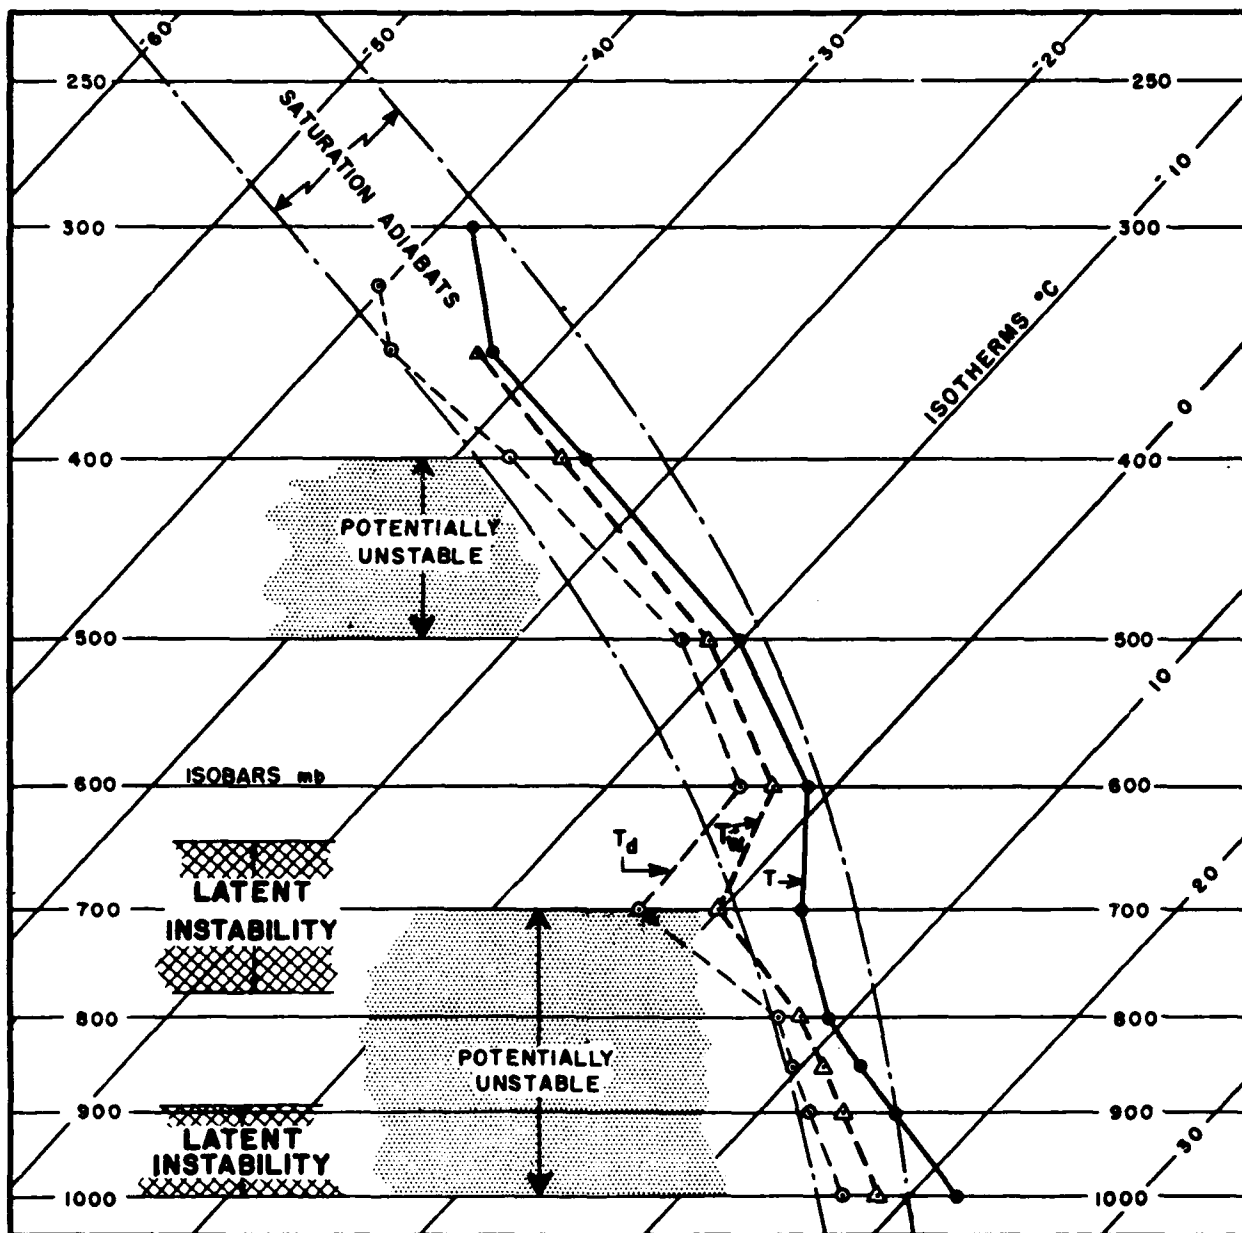 -60
-50
-40
-30
-20
250
250
SATURATION ADIABATS
-10
300
300
ISOTHERMS °C
0
400
400
POTENTIALLY
UNSTABLE
500
500
10
ISOBARS mb
600
600
Td
Tw
T
20
LATENT
INSTABILITY
700
700
800
800
POTENTIALLY
UNSTABLE
900
900
LATENT
INSTABILITY
30
1000
1000